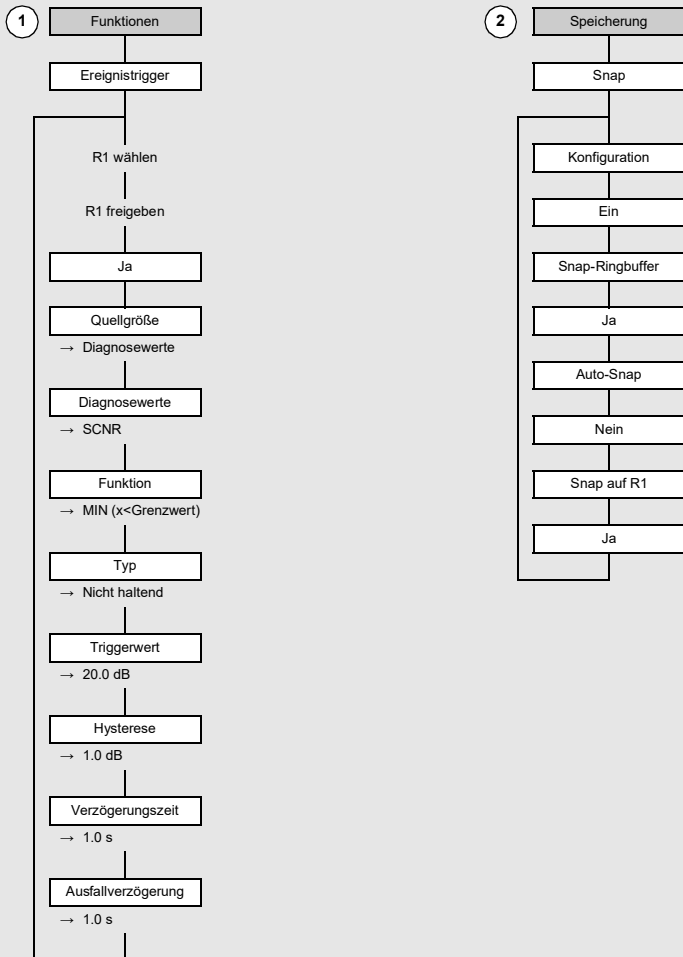 1
Funktionen
Ereignistrigger
R1 wählen
R1 freigeben
Ja
Quellgröße
→ Diagnosewerte
Diagnosewerte
→ SCNR
Funktion
→ MIN (x<Grenzwert)
Typ
→ Nicht haltend
Triggerwert
→ 20.0 dB
Hysterese
→ 1.0 dB
Verzögerungszeit
→ 1.0 s
Ausfallverzögerung
→ 1.0 s
2
Speicherung
Snap
Konfiguration
Ein
Snap-Ringbuffer
Ja
Auto-Snap
Nein
Snap auf R1
Ja